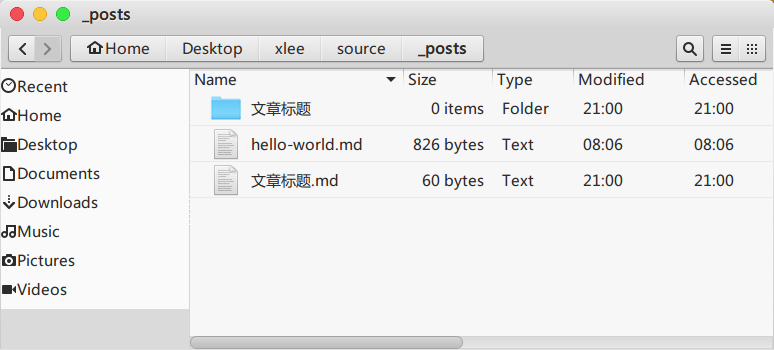 _posts
Home Desktop xlee source _posts
Recent
Home
Desktop
Documents
Downloads
Music
Pictures
Videos
Name Size Type Modified Accessed
文章标题 0 items Folder 21:00 21:00
hello-world.md 826 bytes Text 08:06 08:06
文章标题.md 60 bytes Text 21:00 21:00